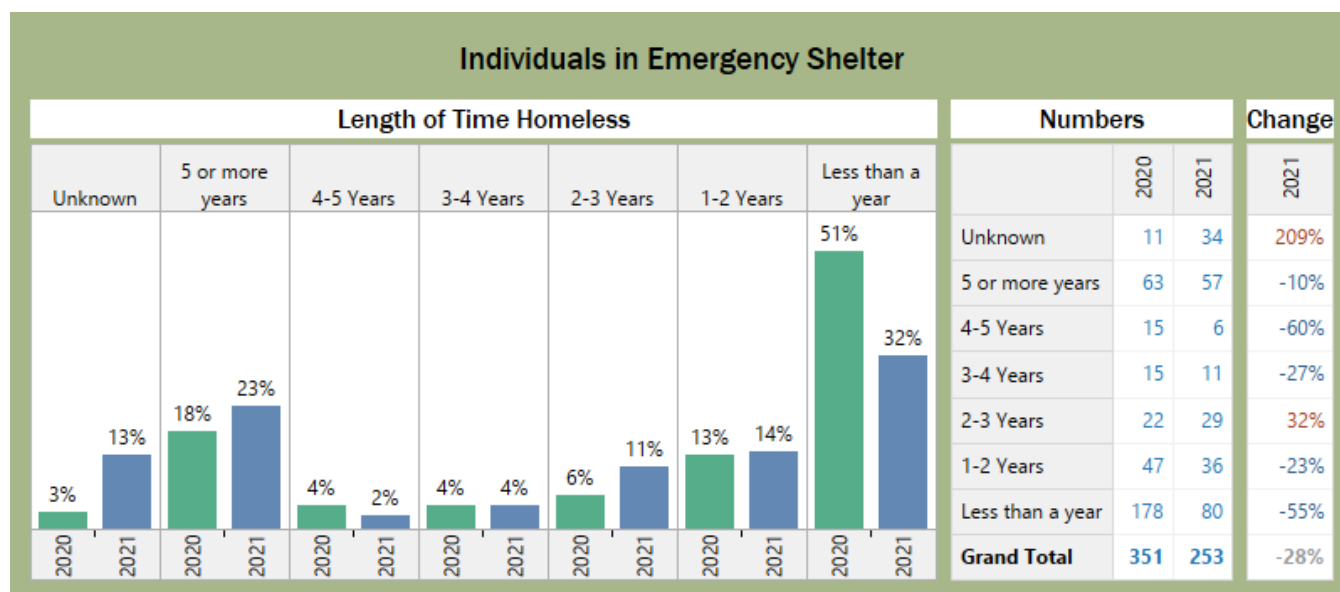 Individuals in Emergency Shelter
Length of Time Homeless
Unknown
5 or more
years
4-5 Years
3-4 Years
2-3 Years
1-2 Years
Less than a
year
3%
13%
18%
23%
4%
2%
4%
4%
6%
11%
13%
14%
51%
32%
2020 2021 2020 2021 2020 2021 2020 2021 2020 2021 2020 2021 2020 2021
Numbers
2020 2021
Unknown 11 34
5 or more years 63 57
4-5 Years 15 6
3-4 Years 15 11
2-3 Years 22 29
1-2 Years 47 36
Less than a year 178 80
Grand Total 351 253
Change
2021
209%
-10%
-60%
-27%
32%
-23%
-55%
-28%